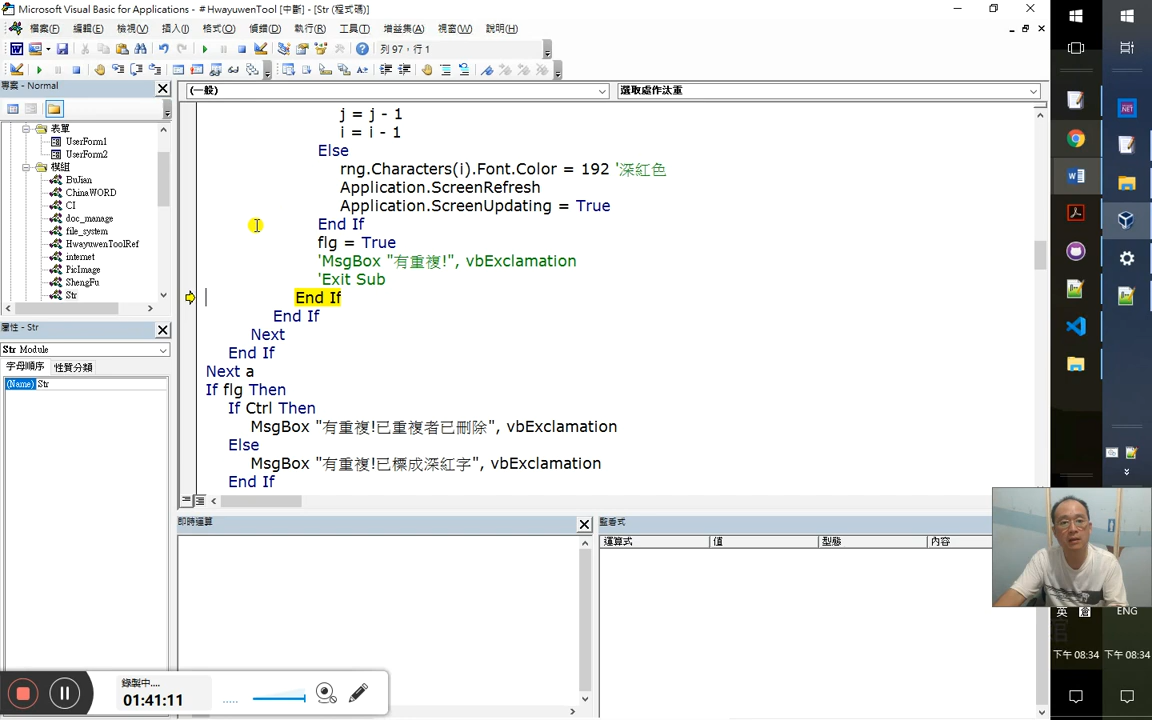 Microsoft Visual Basic for Applications - #HwayuwenTool [中斷] - [Str (程式碼)]
檔案(F) 編輯(E) 檢視(V) 插入(I) 格式(O) 偵錯(D) 執行(R) 工具(T) 增益集(A) 視窗(W) 說明(H)
列 97，行 1
專案 - Normal
表單
UserForm1
UserForm2
模組
BuJian
ChinaWORD
CI
doc_manage
file_system
HwayuwenToolRef
internet
PicImage
ShengFu
Str
屬性 - Str
Str Module
字母順序 性質分類
(Name) Str
(一般)
選取處作汰重
j = j - 1
i = i - 1
Else
rng.Characters(i).Font.Color = 192 '深紅色
Application.ScreenRefresh
Application.ScreenUpdating = True
End If
flg = True
'MsgBox "有重複!", vbExclamation
'Exit Sub
End If
End If
Next
End If
Next a
If flg Then
If Ctrl Then
MsgBox "有重複!已重複者已刪除", vbExclamation
Else
MsgBox "有重複!已標成深紅字", vbExclamation
End If
即時運算
監看式
運算式 值 型態 內容
錄製中....
01:41:11
.NET
英 ENG
下午 08:34 下午 08:34